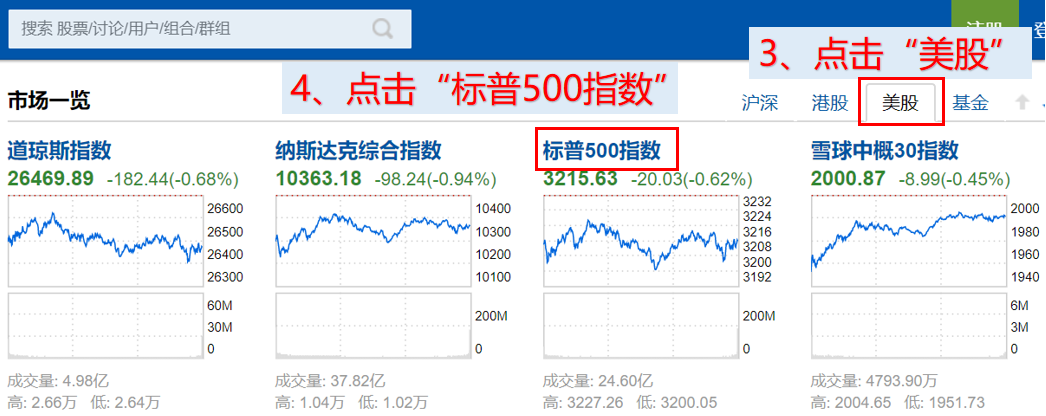 搜索 股票/讨论/用户/组合/群组
3、点击“美股”
4、点击“标普500指数”
市场一览
沪深 港股 美股 基金
道琼斯指数
26469.89 -182.44(-0.68%)
26600
26500
26400
26300
60M
30M
0
成交量: 4.98亿
高: 2.66万 低: 2.64万
纳斯达克综合指数
10363.18 -98.24(-0.94%)
10400
10300
10200
10100
200M
0
成交量: 37.82亿
高: 1.04万 低: 1.02万
标普500指数
3215.63 -20.03(-0.62%)
3232
3224
3216
3208
3200
3192
200M
0
成交量: 24.60亿
高: 3227.26 低: 3200.05
雪球中概30指数
2000.87 -8.99(-0.45%)
2000
1980
1960
1940
6M
3M
0
成交量: 4793.90万
高: 2004.65 低: 1951.73